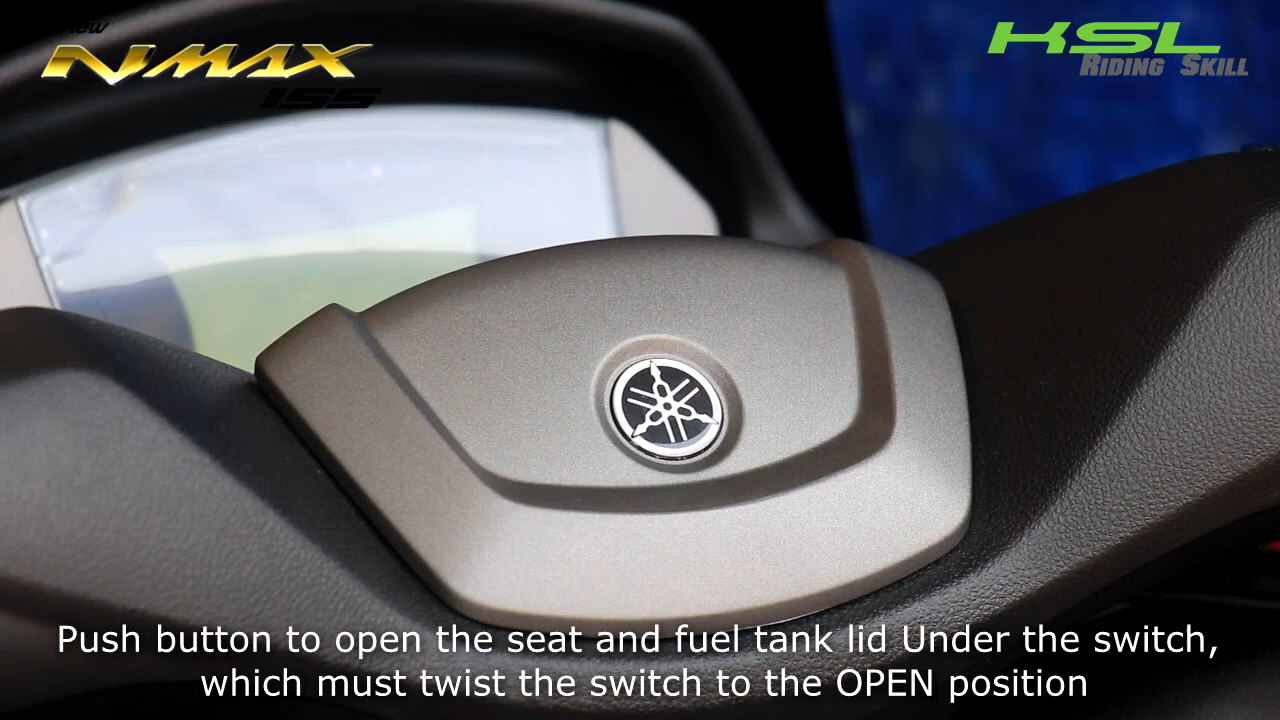 New
NMAX
155
KSL
RIDING SKILL
Push button to open the seat and fuel tank lid Under the switch,
which must twist the switch to the OPEN position